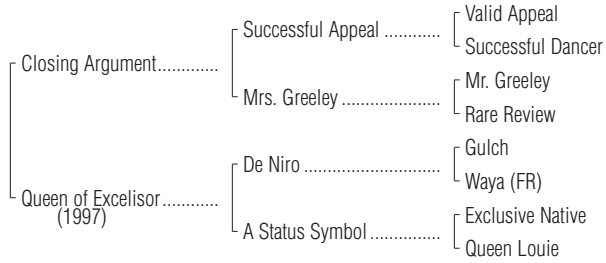 Valid Appeal
Successful Appeal ............
Successful Dancer
Closing Argument.............
Mr. Greeley
Mrs. Greeley .....................
Rare Review
Gulch
De Niro .............................
Waya (FR)
Queen of Excelisor............
(1997)
Exclusive Native
A Status Symbol ...............
Queen Louie